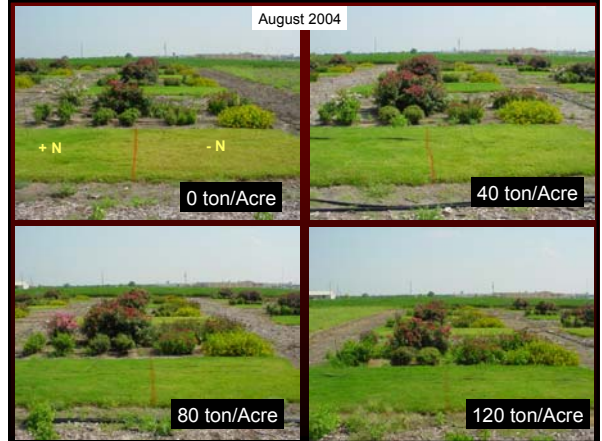 August 2004
+ N
- N
0 ton/Acre
40 ton/Acre
80 ton/Acre
120 ton/Acre